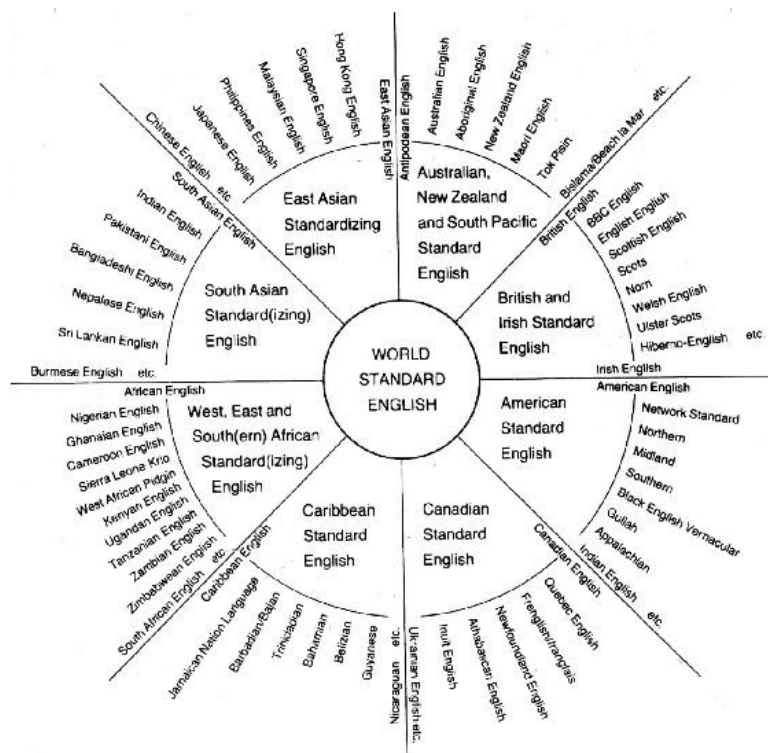 WORLD
STANDARD
ENGLISH
Australian,
New Zealand
and South Pacific
Standard
English
Antipodean English
Australian English
Aboriginal English
New Zealand English
Maori English
Tok Pisin
Bislama/Beach la Mar etc.
British and
Irish Standard
English
British English
BBC English
English English
Scottish English
Scots
Norn
Welsh English
Ulster Scots
Hiberno-English etc.
Irish English
American
Standard
English
American English
Network Standard
Northern
Midland
Southern
Black English Vernacular
Gullah
Appalachian
Indian English etc.
Canadian
Standard
English
Canadian English
Quebec English
Frenglish/franglais
Newfoundland English
Athabascan English
Inuit English
Ukrainian English etc.
Caribbean
Standard
English
Caribbean English
Jamaican Nation Language
Barbadian/Bajan
Trinidadian
Bahamian
Belizian
Guyanese
Nicaraguan etc
West, East and
South(ern) African
Standard(izing)
English
African English
Nigerian English
Ghanaian English
Cameroon English
Sierra Leone Krio
West African Pidgin
Kenyan English
Ugandan English
Tanzanian English
Zambian English
Zimbabwean English
South African English etc
South Asian
Standard(izing)
English
South Asian English
Indian English
Pakistani English
Bangladeshi English
Nepalese English
Sri Lankan English
Burmese English etc.
East Asian
Standardizing
English
East Asian English
Hong Kong English
Singapore English
Malaysian English
Philippines English
Japanese English
Chinese English etc